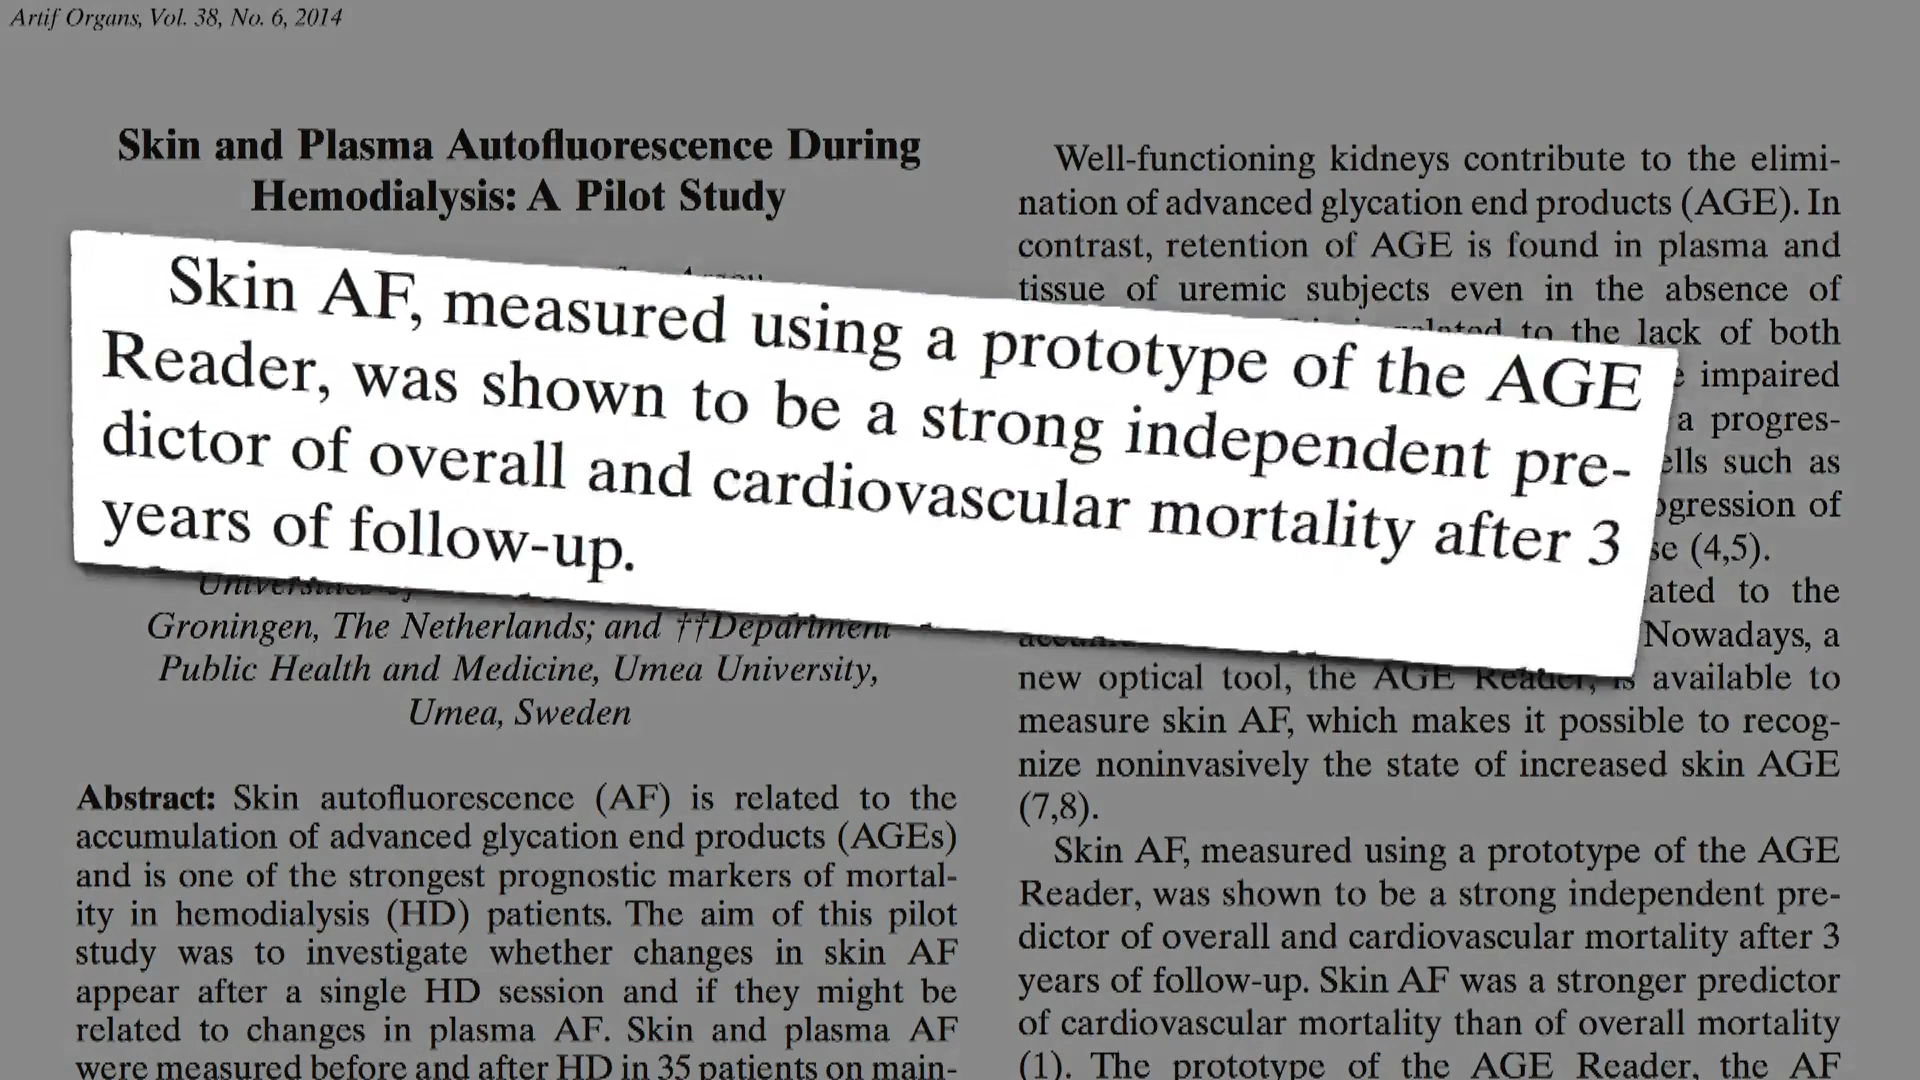 Artif Organs, Vol. 38, No. 6, 2014
Skin and Plasma Autofluorescence During
Hemodialysis: A Pilot Study
Skin AF, measured using a prototype of the AGE
Reader, was shown to be a strong independent pre-
dictor of overall and cardiovascular mortality after 3
years of follow-up.
Groningen, The Netherlands; and ††Department
Public Health and Medicine, Umea University,
Umea, Sweden
Abstract: Skin autofluorescence (AF) is related to the
accumulation of advanced glycation end products (AGEs)
and is one of the strongest prognostic markers of mortal-
ity in hemodialysis (HD) patients. The aim of this pilot
study was to investigate whether changes in skin AF
appear after a single HD session and if they might be
related to changes in plasma AF. Skin and plasma AF
were measured before and after HD in 35 patients on main-
Well-functioning kidneys contribute to the elimi-
nation of advanced glycation end products (AGE). In
contrast, retention of AGE is found in plasma and
tissue of uremic subjects even in the absence of
to the lack of both
impaired
a progres-
such as
of
(4,5).
to the
Nowadays, a
new optical tool, the AGE Reader, is available to
measure skin AF, which makes it possible to recog-
nize noninvasively the state of increased skin AGE
(7,8).
Skin AF, measured using a prototype of the AGE
Reader, was shown to be a strong independent pre-
dictor of overall and cardiovascular mortality after 3
years of follow-up. Skin AF was a stronger predictor
of cardiovascular mortality than of overall mortality
(1). The prototype of the AGE Reader, the AF